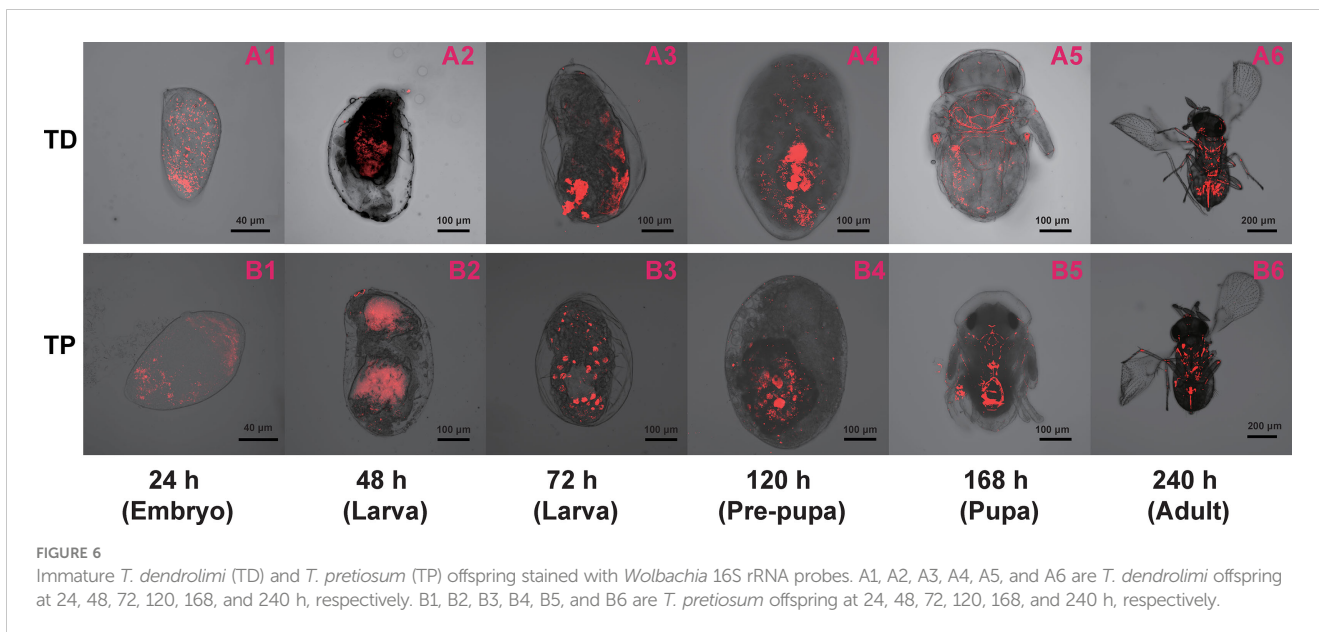 A1 A2 A3 A4 A5 A6
TD
40 µm 100 µm 100 µm 100 µm 100 µm 200 µm
B1 B2 B3 B4 B5 B6
TP
40 µm 100 µm 100 µm 100 µm 100 µm 200 µm
24 h 48 h 72 h 120 h 168 h 240 h
(Embryo) (Larva) (Larva) (Pre-pupa) (Pupa) (Adult)
FIGURE 6
Immature T. dendrolimi (TD) and T. pretiosum (TP) offspring stained with Wolbachia 16S rRNA probes. A1, A2, A3, A4, A5, and A6 are T. dendrolimi offspring
at 24, 48, 72, 120, 168, and 240 h, respectively. B1, B2, B3, B4, B5, and B6 are T. pretiosum offspring at 24, 48, 72, 120, 168, and 240 h, respectively.